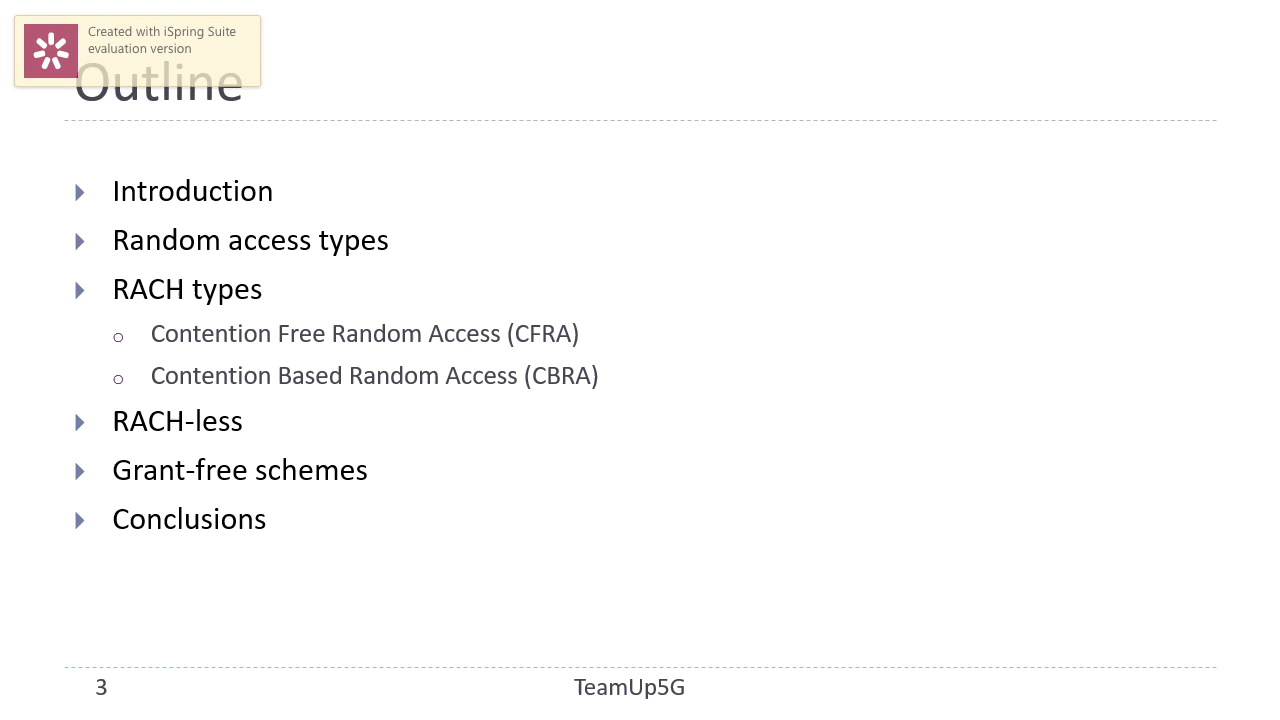 Created with iSpring Suite
evaluation version
Outline
Introduction
Random access types
RACH types
Contention Free Random Access (CFRA)
Contention Based Random Access (CBRA)
RACH-less
Grant-free schemes
Conclusions
3
TeamUp5G